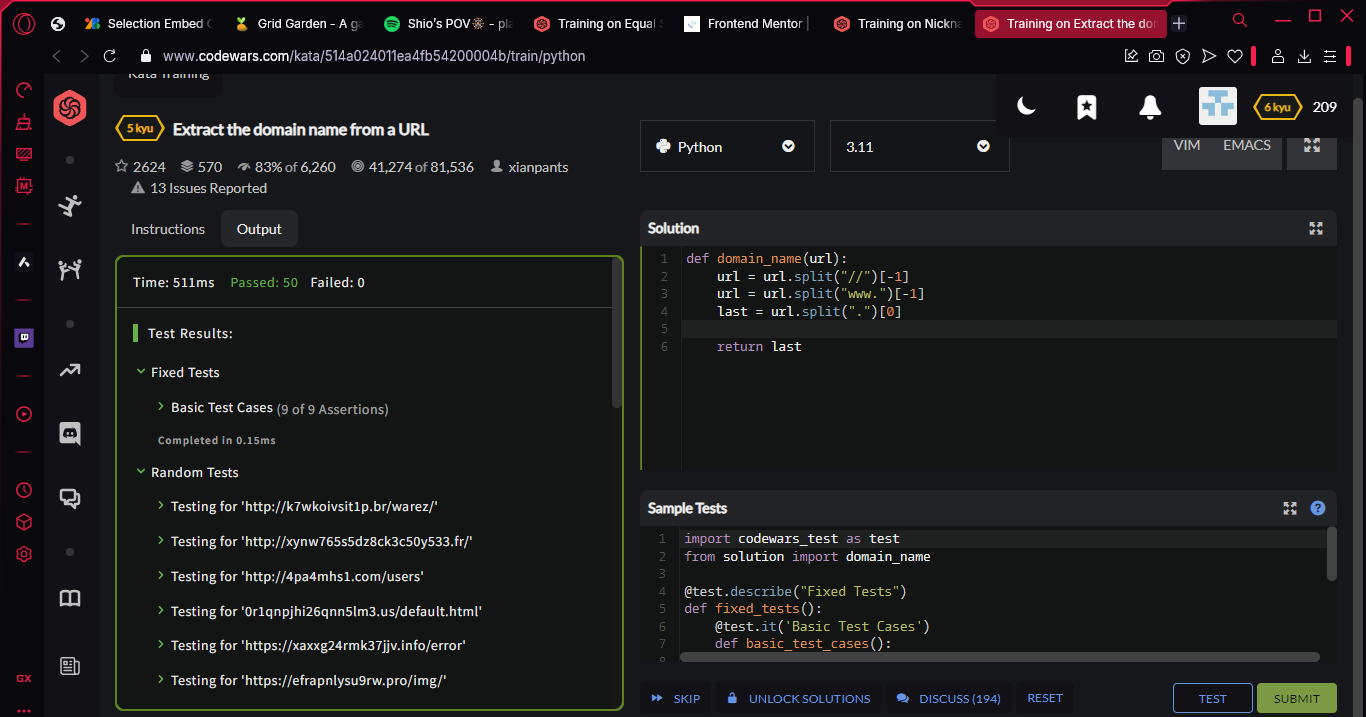 Selection Embed C
Grid Garden - A ga
Shio's POV - pla
Training on Equal S
Frontend Mentor |
Training on Nickna
Training on Extract the don
www.codewars.com/kata/514a024011ea4fb54200004b/train/python
Kata Training
5 kyu Extract the domain name from a URL
2624 570 83% of 6,260 41,274 of 81,536 xianpants
13 Issues Reported
Python
3.11
6 kyu 209
VIM EMACS
Instructions Output
Time: 511ms Passed: 50 Failed: 0
Test Results:
Fixed Tests
Basic Test Cases (9 of 9 Assertions)
Completed in 0.15ms
Random Tests
Testing for 'http://k7wkoivsit1p.br/warez/'
Testing for 'http://xynw765s5dz8ck3c50y533.fr/'
Testing for 'http://4pa4mhs1.com/users'
Testing for '0r1qnpjhi26qnn5lm3.us/default.html'
Testing for 'https://xaxxg24rmk37jjv.info/error'
Testing for 'https://efrapnlysu9rw.pro/img/'
Solution
1 def domain_name(url):
2 url = url.split("//")[-1]
3 url = url.split("www.")[-1]
4 last = url.split(".")[0]
5
6 return last
Sample Tests
1 import codewars_test as test
2 from solution import domain_name
3
4 @test.describe("Fixed Tests")
5 def fixed_tests():
6 @test.it('Basic Test Cases')
7 def basic_test_cases():
8
SKIP
UNLOCK SOLUTIONS
DISCUSS (194)
RESET
TEST
SUBMIT
GX